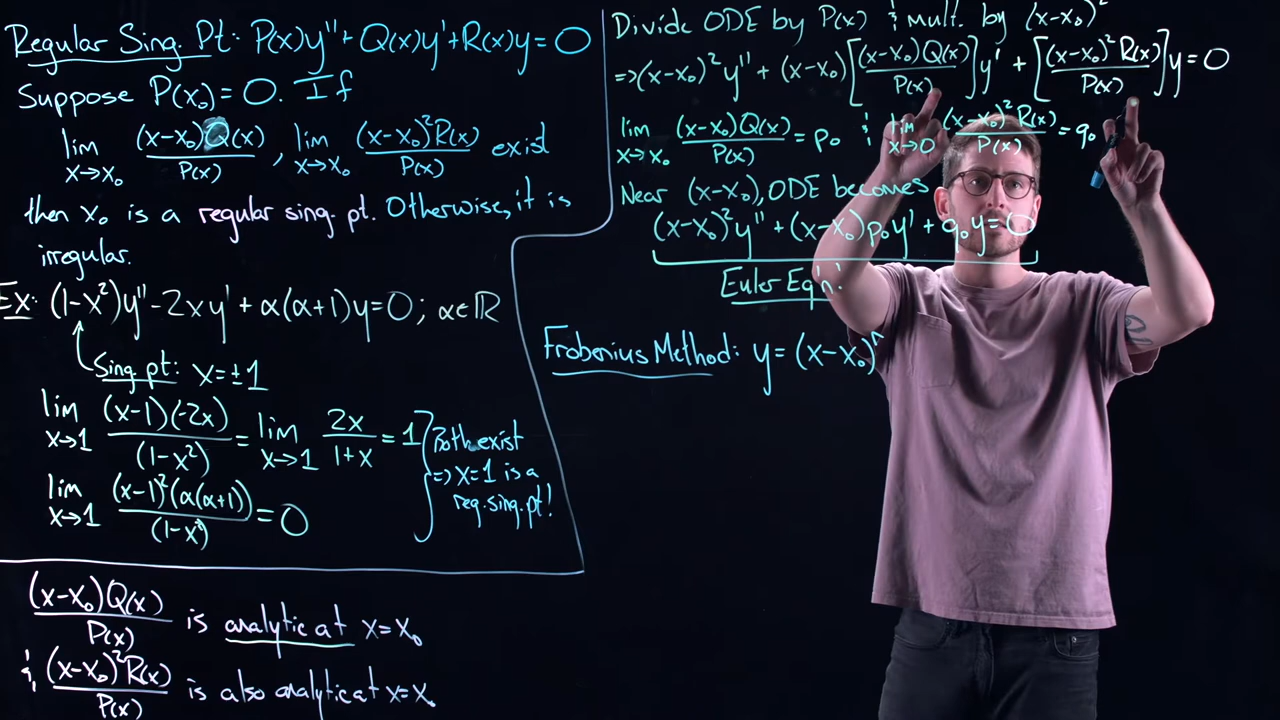 Regular Sing. Pt: P(x)y''+Q(x)y'+R(x)y=0
Suppose P(x₀)=0. If
lim x→x₀ (x-x₀)Q(x)/P(x), lim x→x₀ (x-x₀)²R(x)/P(x) exist
then x₀ is a regular sing. pt. Otherwise, it is
irregular.
Ex: (1-x²)y''-2xy'+α(α+1)y=0; α∈ℝ
Sing. pt: x=±1
lim x→1 (x-1)(-2x)/(1-x²) = lim x→1 2x/1+x = 1
lim x→1 (x-1)²(α(α+1))/(1-x²) = 0
Both exist
⇒ x=1 is a
reg. sing. pt!
(x-x₀)Q(x)/P(x) is analytic at x=x₀
& (x-x₀)²R(x)/P(x) is also analytic at x=x₀
Divide ODE by P(x) & mult. by (x-x₀)²
⇒(x-x₀)²y''+(x-x₀)[(x-x₀)Q(x)/P(x)]y'+[(x-x₀)²R(x)/P(x)]y=0
lim x→x₀ (x-x₀)Q(x)/P(x) = p₀ & lim x→0 (x-x₀)²R(x)/P(x) = q₀
Near (x-x₀), ODE becomes
(x-x₀)²y''+(x-x₀)p₀y'+q₀y=0
Euler Eq'n!
Frobenius Method: y=(x-x₀)^r